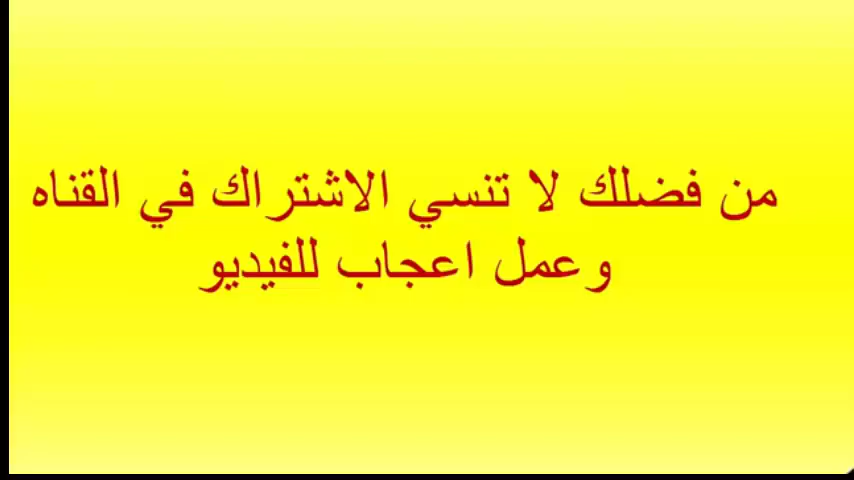 من فضلك لا تنسي الاشتراك في القناه
وعمل اعجاب للفيديو